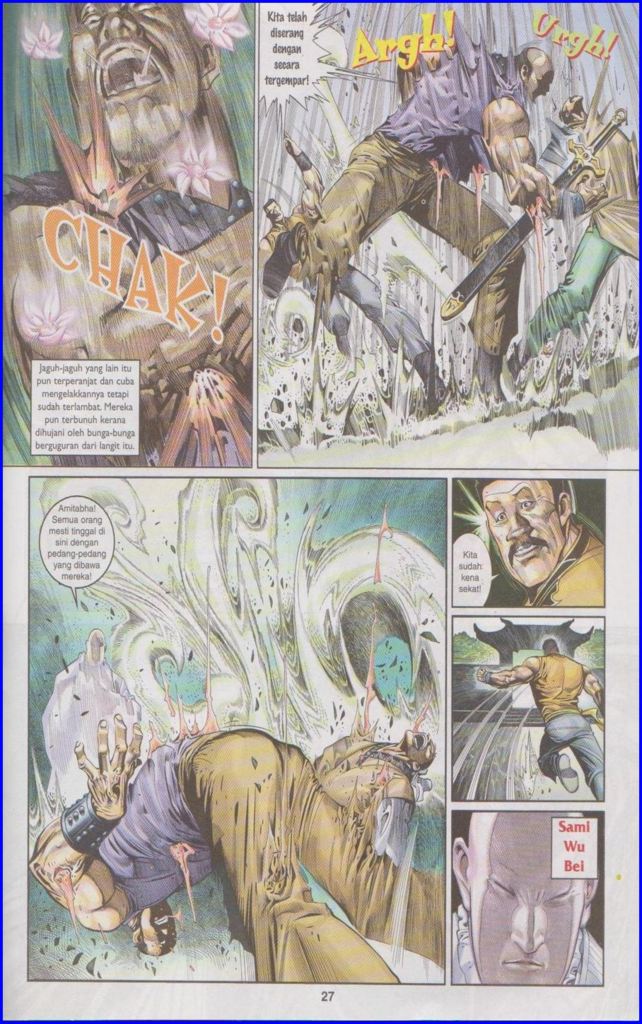 CHAK!
Jaguh-jaguh yang lain itu
pun terperanjat dan cuba
mengelakkannya tetapi
sudah terlambat. Mereka
pun terbunuh kerana
dihujani oleh bunga-bunga
berguguran dari langit itu.
Kita telah
diserang
dengan
secara
tergempar!
Argh!
Urgh!
Amitabha!
Semua orang
mesti tinggal di
sini dengan
pedang-pedang
yang dibawa
mereka!
Kita
sudah
kena
sekat!
Sami
Wu
Bei
27